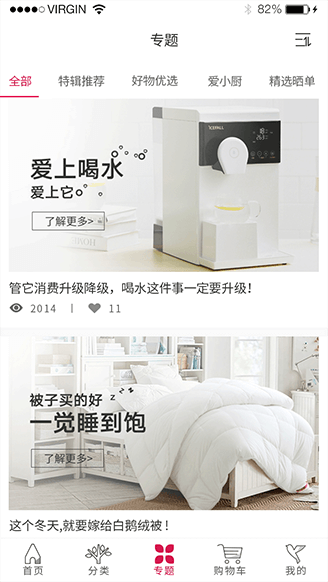 VIRGIN
82%
专题
全部 特辑推荐 好物优选 爱小厨 精选晒单
爱上喝水
爱上它
了解更多>
管它消费升级降级，喝水这件事一定要升级！
2014 | 11
被子买的好
zzz
一觉睡到饱
了解更多>
这个冬天,就要嫁给白鹅绒被！
首页 分类 专题 购物车 我的